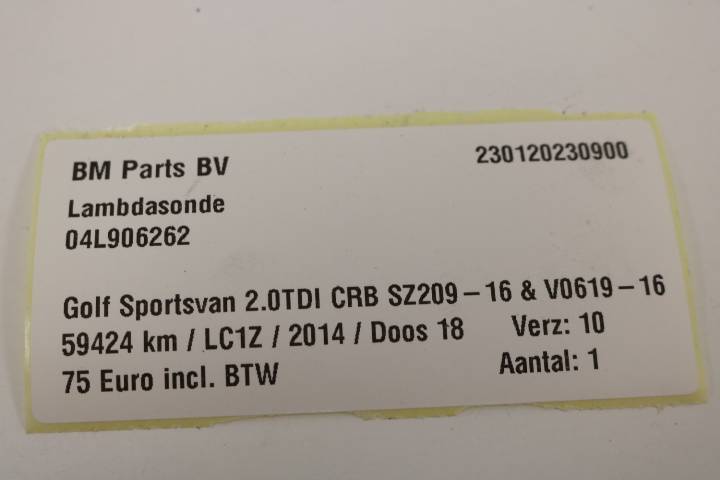 BM Parts BV 230120230900
Lambdasonde
04L906262
Golf Sportsvan 2.0TDI CRB SZ209-16 & V0619-16
59424 km / LC1Z / 2014 / Doos 18 Verz: 10
75 Euro incl. BTW Aantal: 1